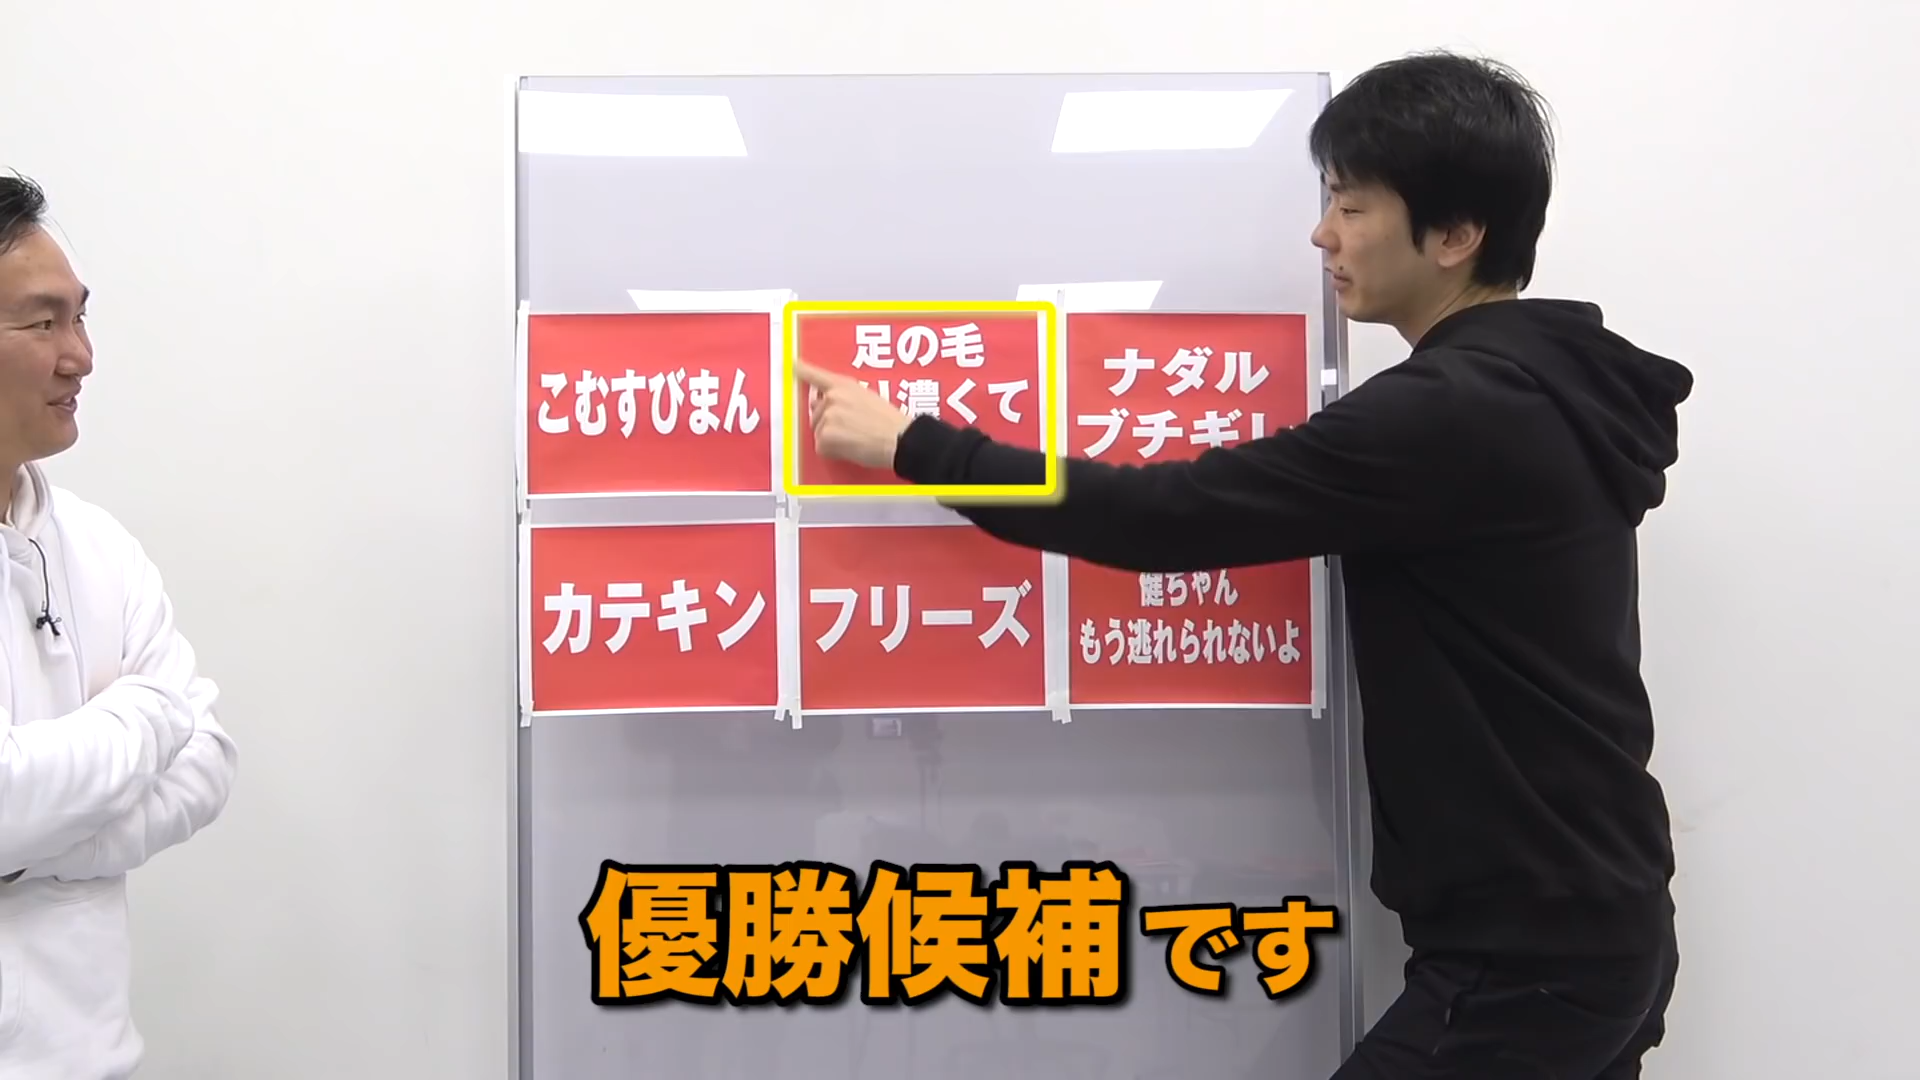 こむすびまん
足の毛
濃くて
ナダル
ブチギレ
カテキン
フリーズ
健ちゃん
もう逃れられないよ
優勝候補です